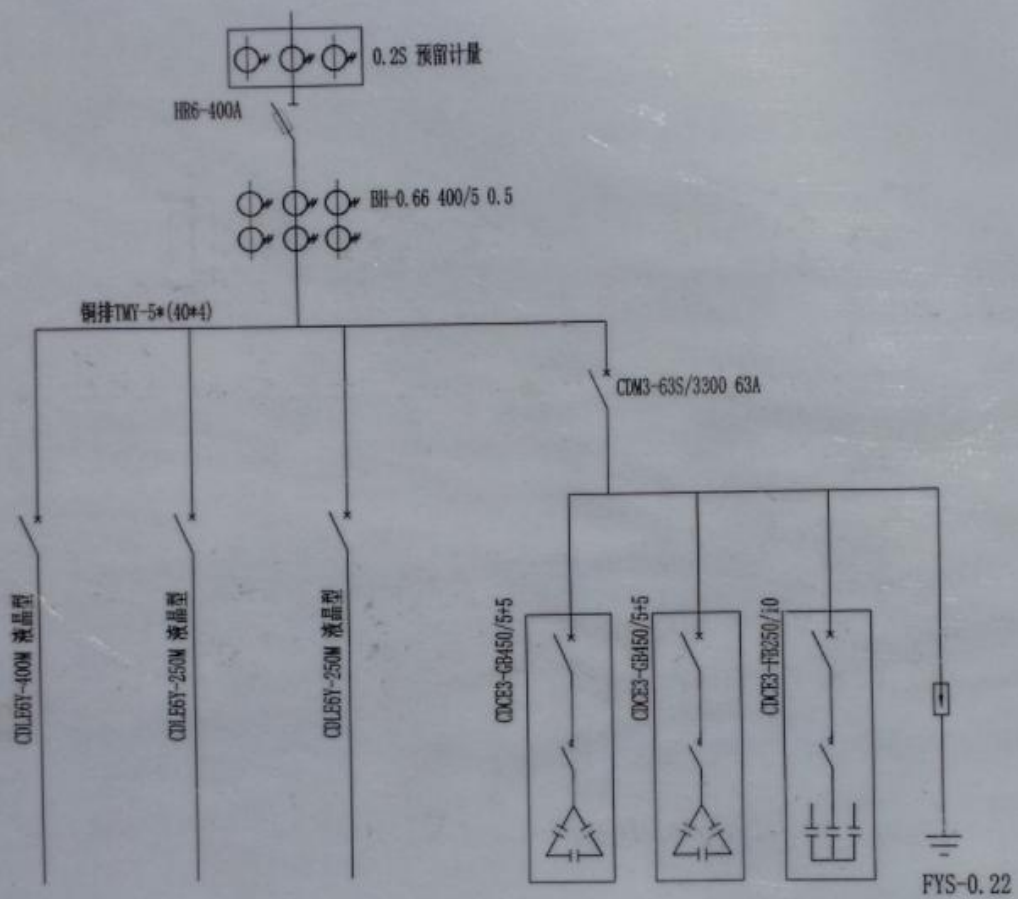 0.2S 预留计量
HR6-400A
BH-0.66 400/5 0.5
铜排TMY-5*(40*4)
CDM3-63S/3300 63A
CDLE6Y-400M 液晶型
CDLE6Y-250M 液晶型
CDLE6Y-250M 液晶型
CDCE3-GB450/5+5
CDCE3-GB450/5+5
CDCE3-FB250/10
FYS-0.22